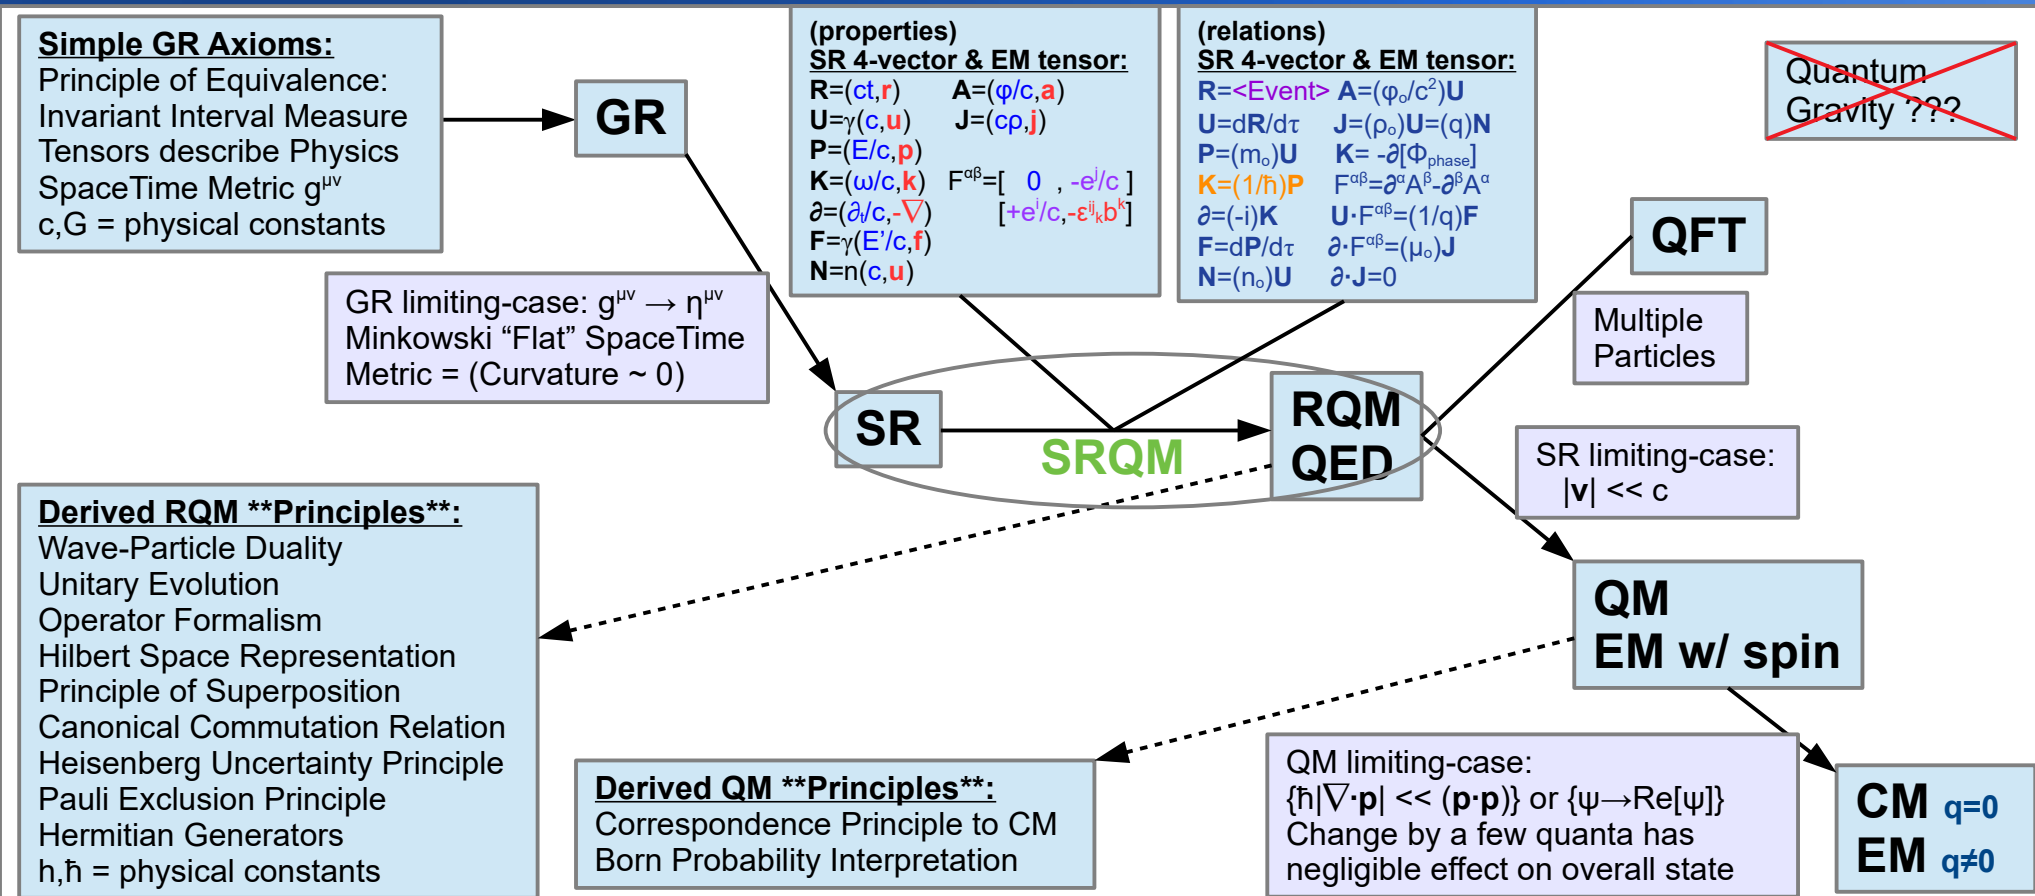 Simple GR Axioms:
Principle of Equivalence:
Invariant Interval Measure
Tensors describe Physics
SpaceTime Metric g^μν
c,G = physical constants
GR
GR limiting-case: g^μν → η^μν
Minkowski “Flat” SpaceTime
Metric = (Curvature ~ 0)
(properties)
SR 4-vector & EM tensor:
R=(ct,r) A=(φ/c,a)
U=γ(c,u) J=(cρ,j)
P=(E/c,p)
K=(ω/c,k) F^αβ=[ 0 , -e^j/c ]
∂=(∂_t/c,-∇) [+e^i/c,-ε^ij_k b^k]
F=γ(E’/c,f)
N=n(c,u)
(relations)
SR 4-vector & EM tensor:
R=<Event> A=(φ_o/c²)U
U=dR/dτ J=(ρ_o)U=(q)N
P=(m_o)U K= -∂[Φ_phase]
K=(1/ħ)P F^αβ=∂^αA^β-∂^βA^α
∂=(-i)K U·F^αβ=(1/q)F
F=dP/dτ ∂·F^αβ=(μ_o)J
N=(n_o)U ∂·J=0
Quantum
Gravity ???
QFT
Multiple
Particles
SR
SRQM
RQM
QED
SR limiting-case:
|v| << c
Derived RQM **Principles**:
Wave-Particle Duality
Unitary Evolution
Operator Formalism
Hilbert Space Representation
Principle of Superposition
Canonical Commutation Relation
Heisenberg Uncertainty Principle
Pauli Exclusion Principle
Hermitian Generators
h,ħ = physical constants
QM
EM w/ spin
Derived QM **Principles**:
Correspondence Principle to CM
Born Probability Interpretation
QM limiting-case:
{ħ|∇·p| << (p·p)} or {ψ→Re[ψ]}
Change by a few quanta has
negligible effect on overall state
CM q=0
EM q≠0